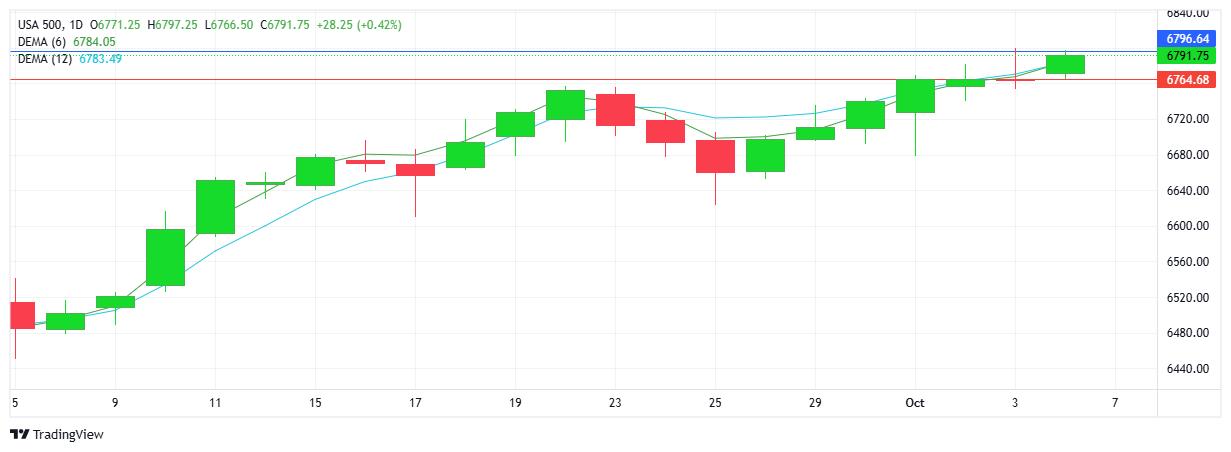 USA 500, 1D O6771.25 H6797.25 L6766.50 C6791.75 +28.25 (+0.42%)
DEMA (6) 6784.05
DEMA (12) 6783.49
6840.00
6796.64
6791.75
6764.68
6720.00
6680.00
6640.00
6600.00
6560.00
6520.00
6480.00
6440.00
5 9 11 15 17 19 23 25 29 Oct 3 7
TradingView